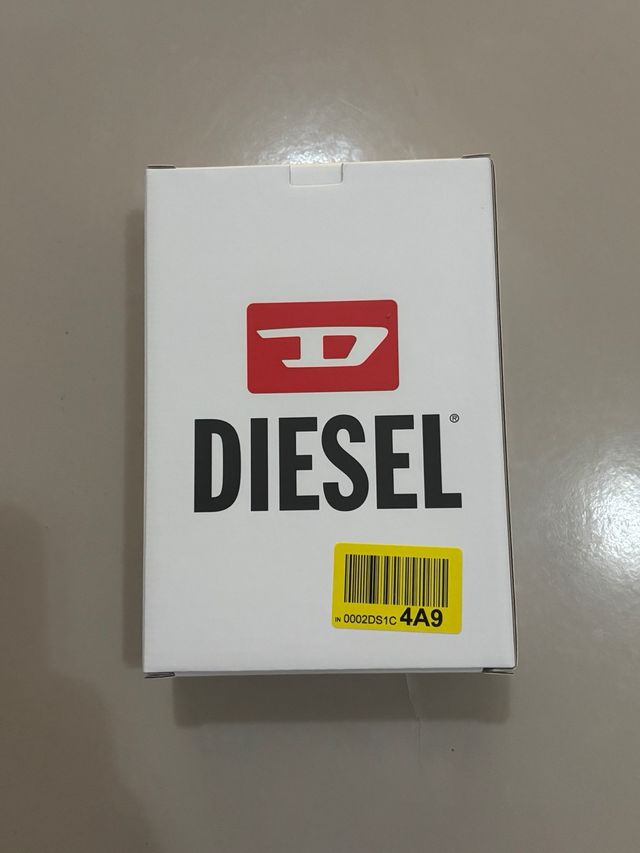 D
DIESEL®
IN 0002DS1C 4A9